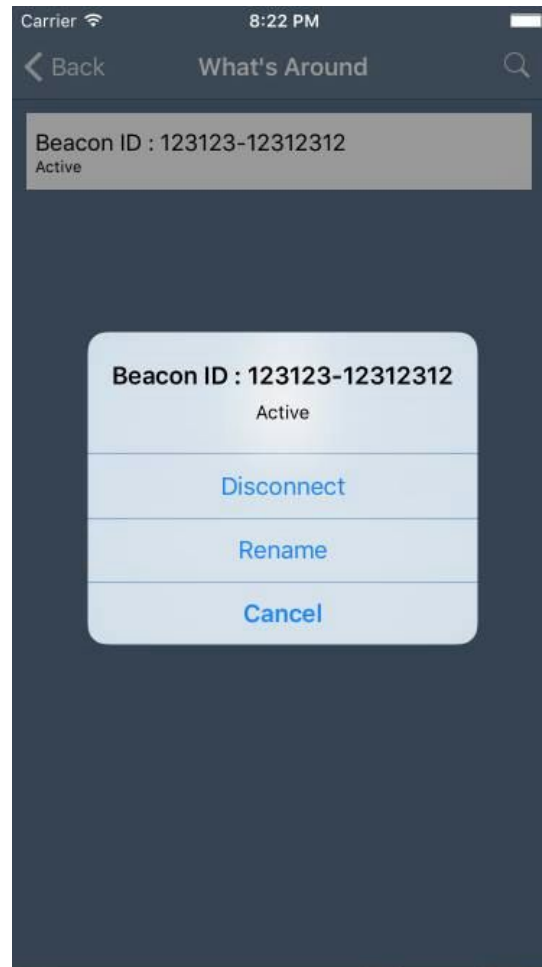 Carrier 8:22 PM
Back What's Around
Beacon ID : 123123-12312312
Active
Beacon ID : 123123-12312312
Active
Disconnect
Rename
Cancel